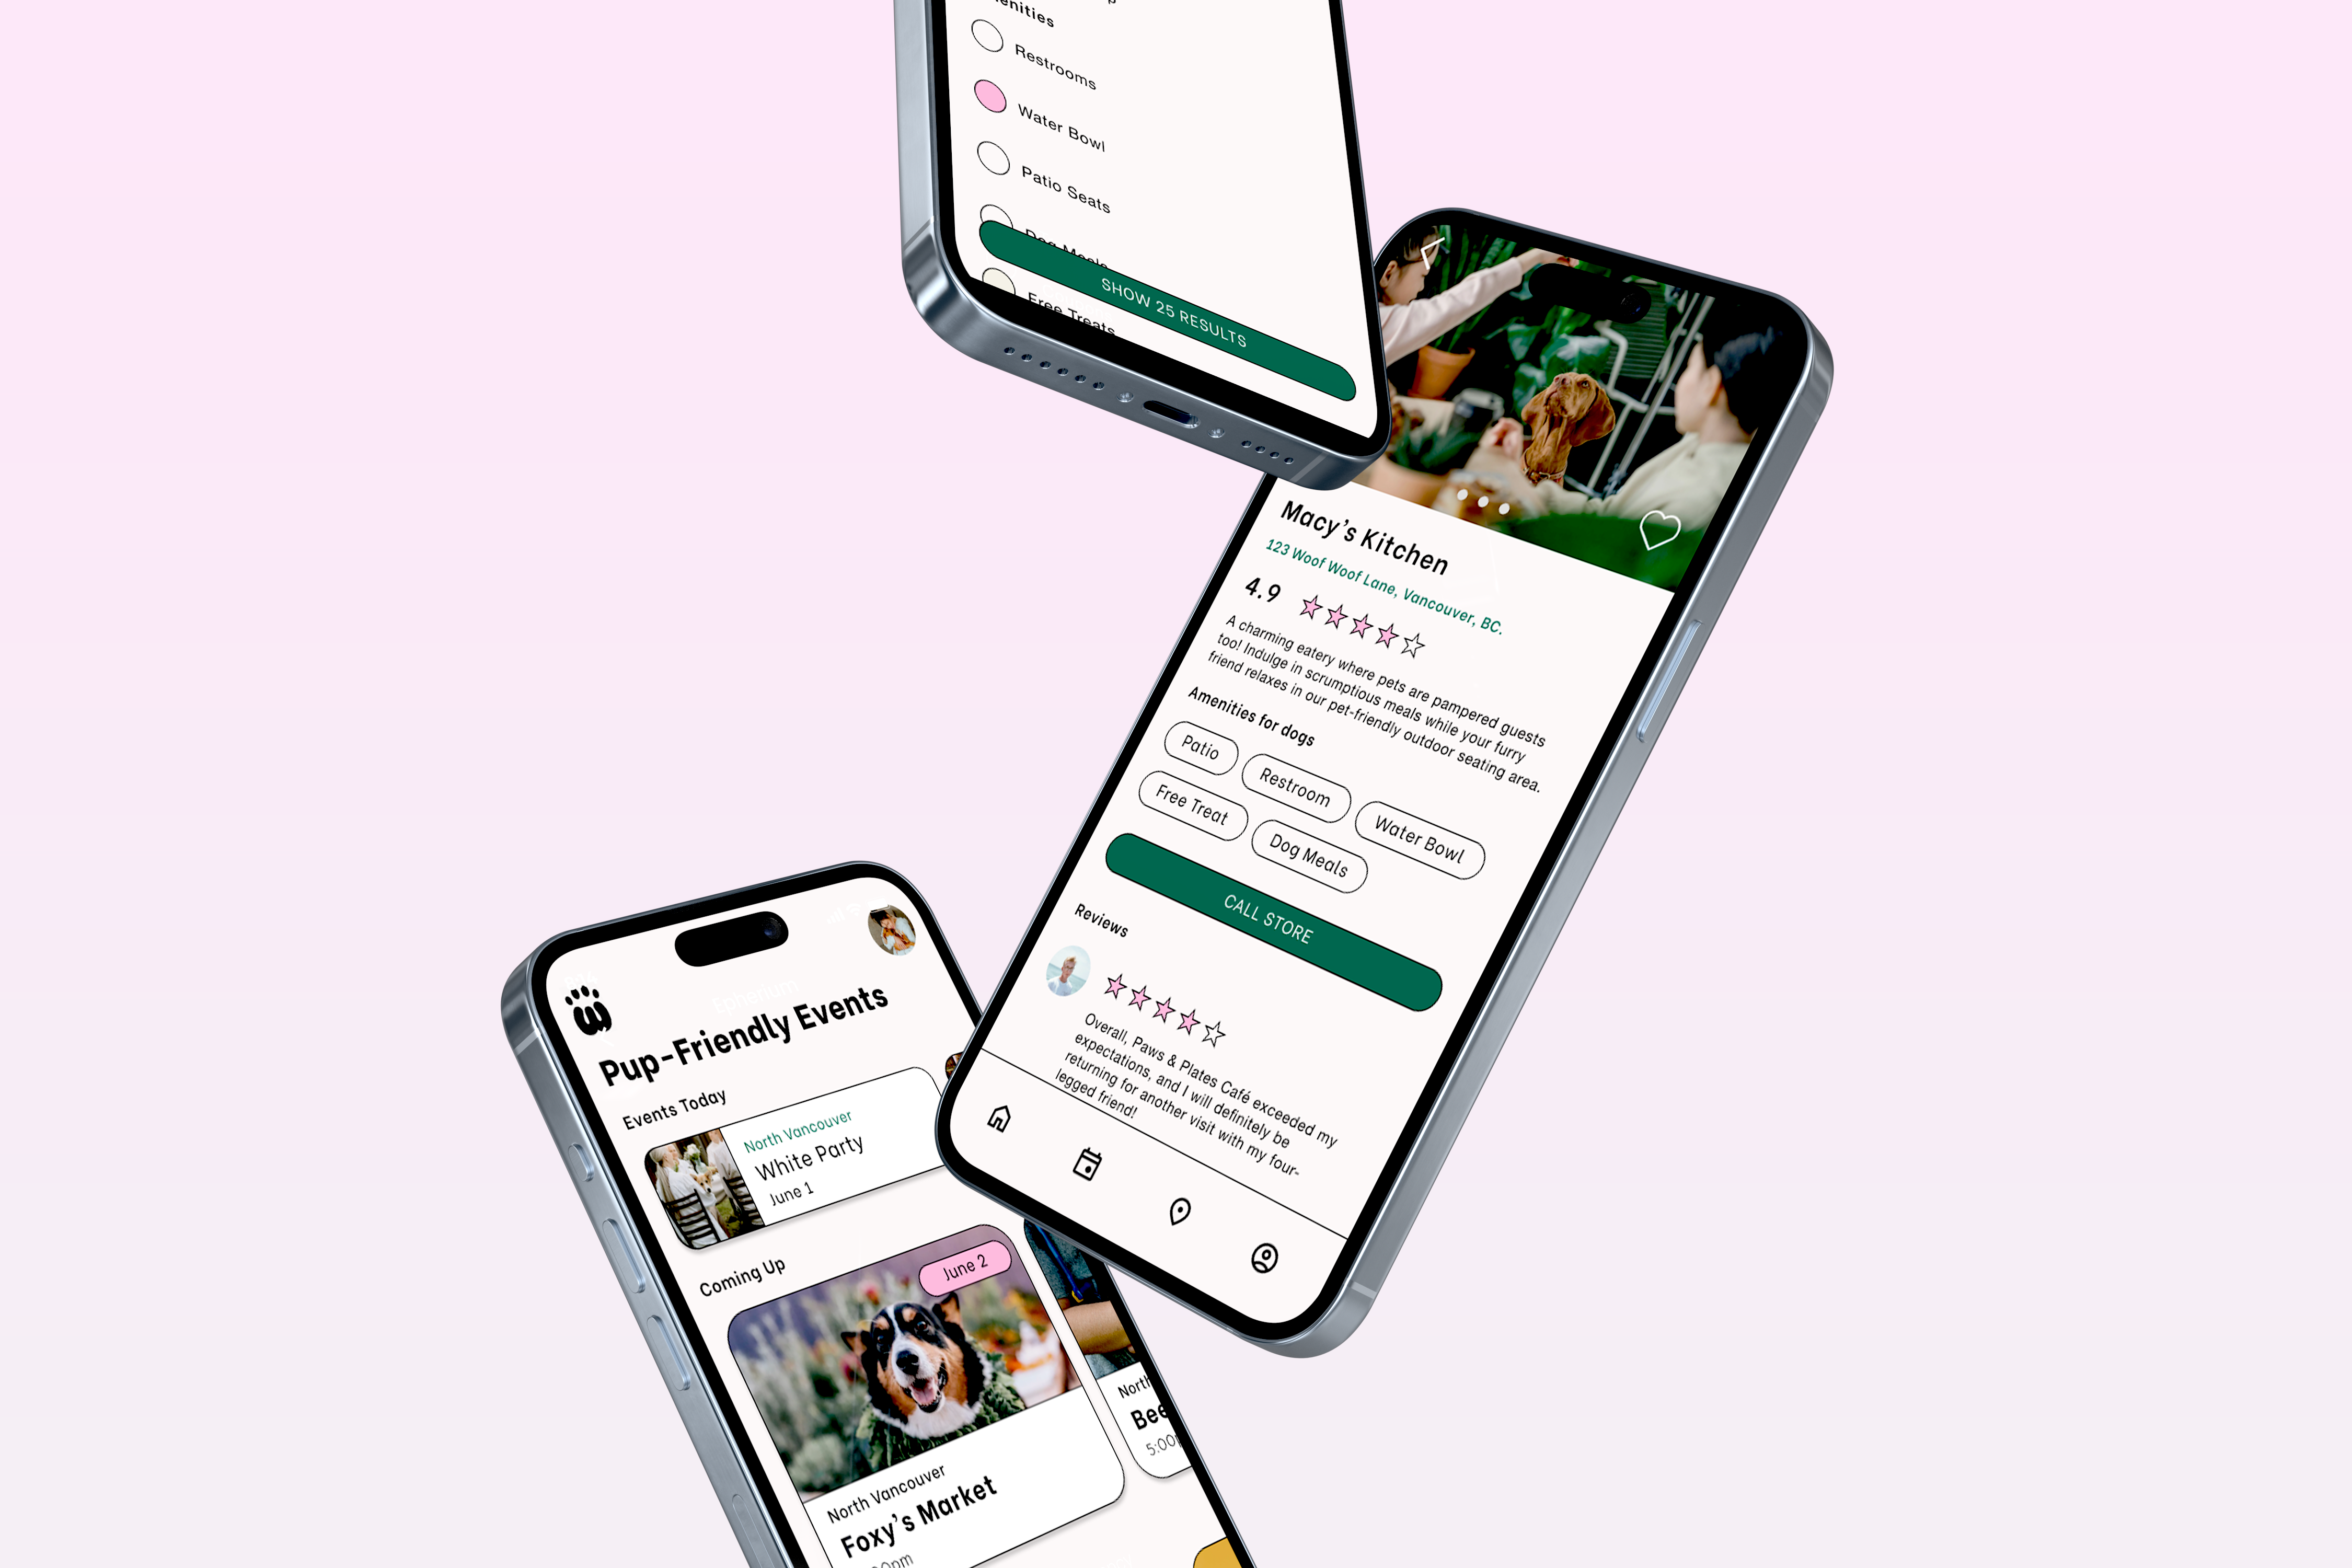 Restrooms
Water Bowl
Patio Seats
Dog Meals
Free Treats
SHOW 25 RESULTS
Macy’s Kitchen
123 Woof Woof Lane, Vancouver, BC.
4.9
A charming eatery where pets are pampered guests
too! Indulge in scrumptious meals while your furry
friend relaxes in our pet-friendly outdoor seating area.
Amenities for dogs
Patio
Restroom
Water Bowl
Free Treat
Dog Meals
CALL STORE
Reviews
Overall, Paws & Plates Café exceeded my
expectations, and I will definitely be
returning for another visit with my four-
legged friend!
Pup-Friendly Events
Events Today
North Vancouver
White Party
June 1
Coming Up
June 2
North Vancouver
Foxy’s Market
North
Bee
5:00p